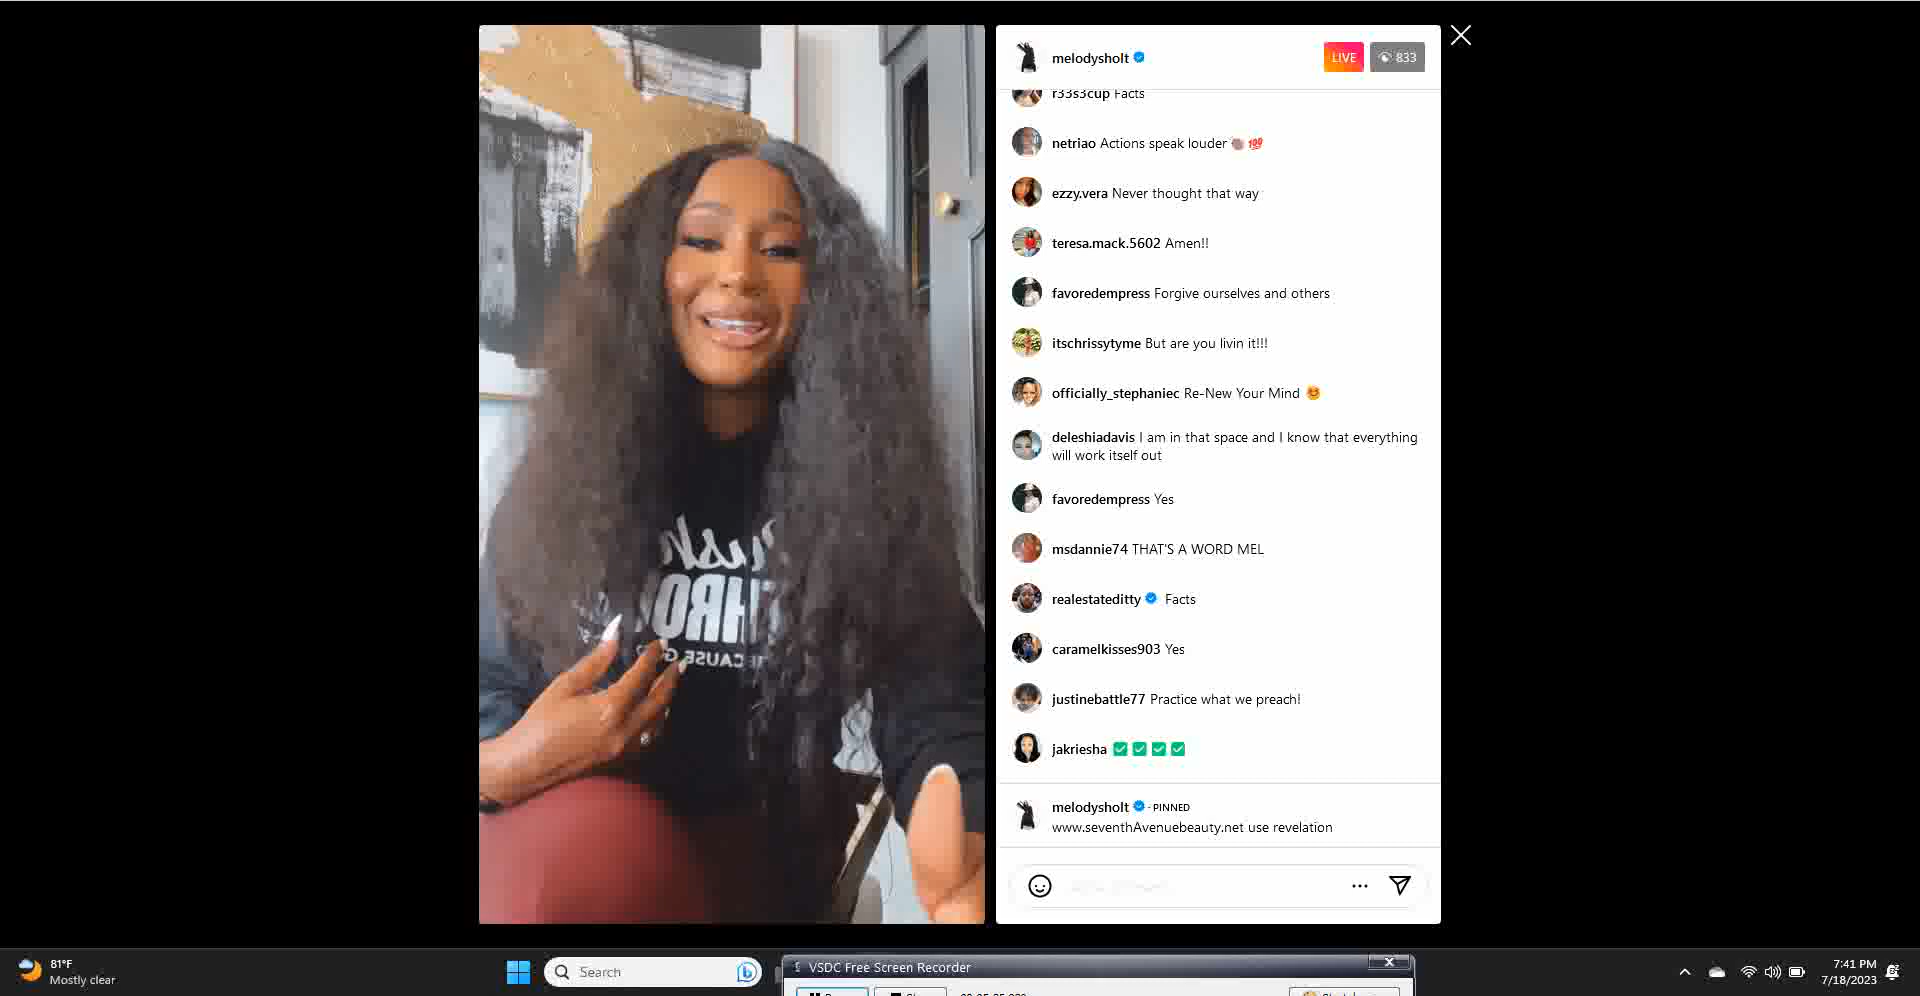 melodysholt
LIVE
833
r33s3cup Facts
netriao Actions speak louder 👏🏽 💯
ezzy.vera Never thought that way
teresa.mack.5602 Amen!!
favoredempress Forgive ourselves and others
itschrissytyme But are you livin it!!!
officially_stephaniec Re-New Your Mind 😊
deleshiadavis I am in that space and I know that everything
will work itself out
favoredempress Yes
msdannie74 THAT'S A WORD MEL
realestateditty Facts
caramelkisses903 Yes
justinebattle77 Practice what we preach!
jakriesha ✅ ✅ ✅ ✅
melodysholt · PINNED
www.seventhAvenuebeauty.net use revelation
81°F
Mostly clear
Search
VSDC Free Screen Recorder
7:41 PM
7/18/2023